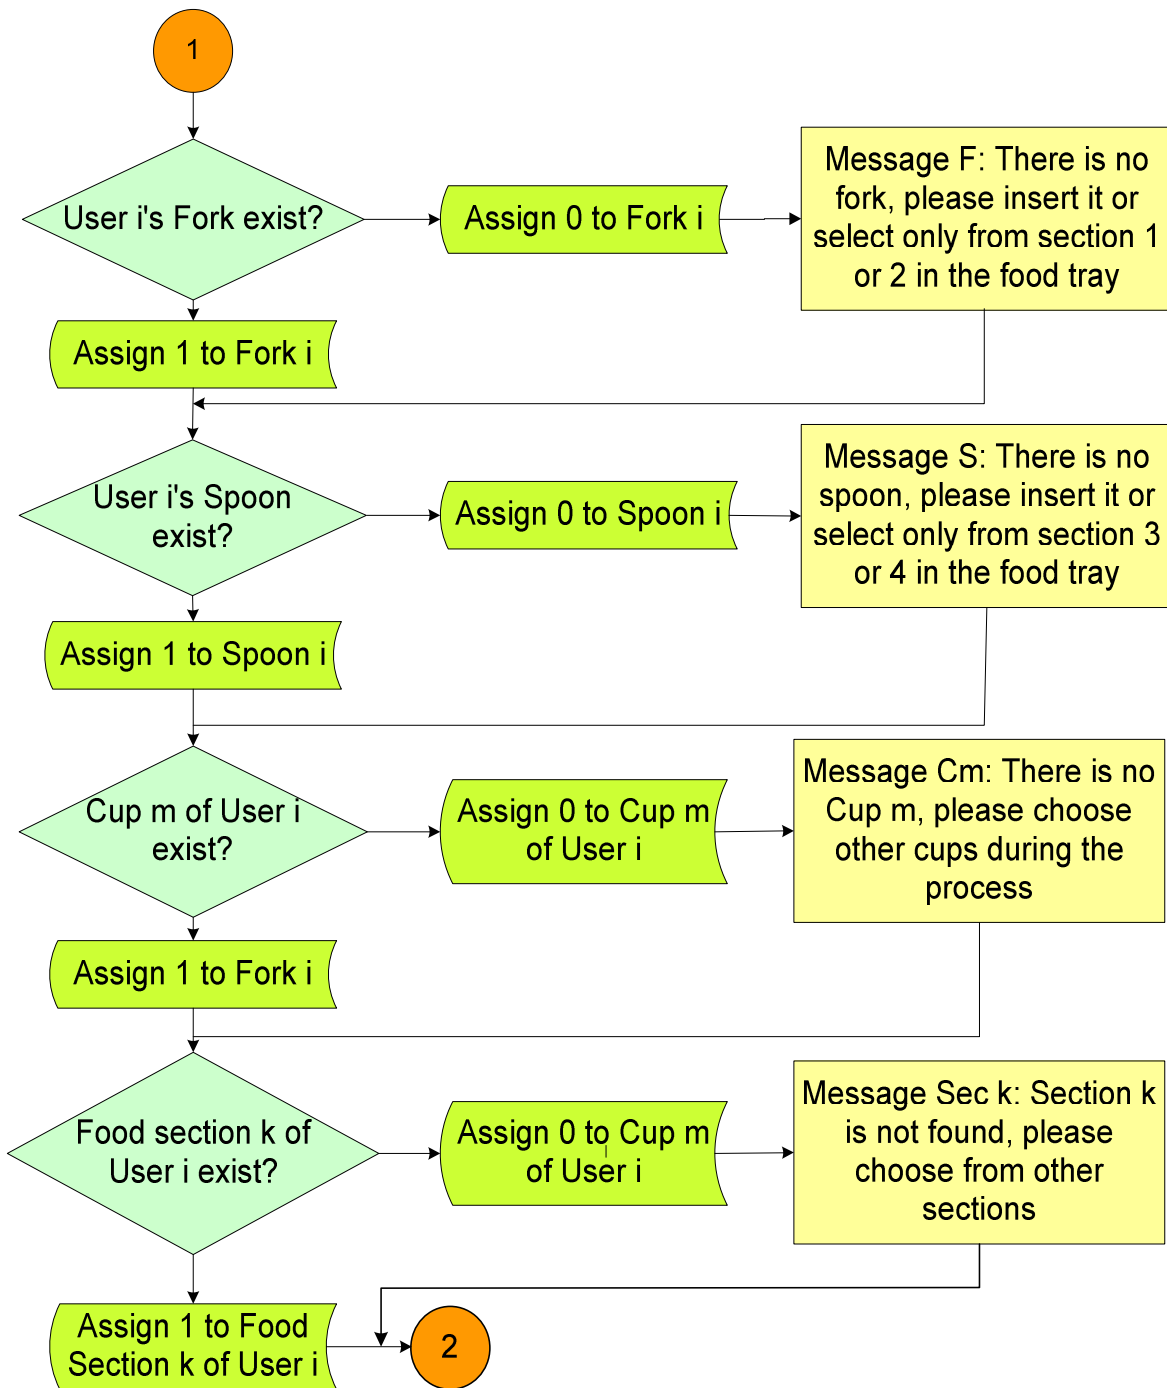 1
User i's Fork exist?
Assign 0 to Fork i
Message F: There is no
fork, please insert it or
select only from section 1
or 2 in the food tray
Assign 1 to Fork i
User i's Spoon
exist?
Assign 0 to Spoon i
Message S: There is no
spoon, please insert it or
select only from section 3
or 4 in the food tray
Assign 1 to Spoon i
Cup m of User i
exist?
Assign 0 to Cup m
of User i
Message Cm: There is no
Cup m, please choose
other cups during the
process
Assign 1 to Fork i
Food section k of
User i exist?
Assign 0 to Cup m
of User i
Message Sec k: Section k
is not found, please
choose from other
sections
Assign 1 to Food
Section k of User i
2